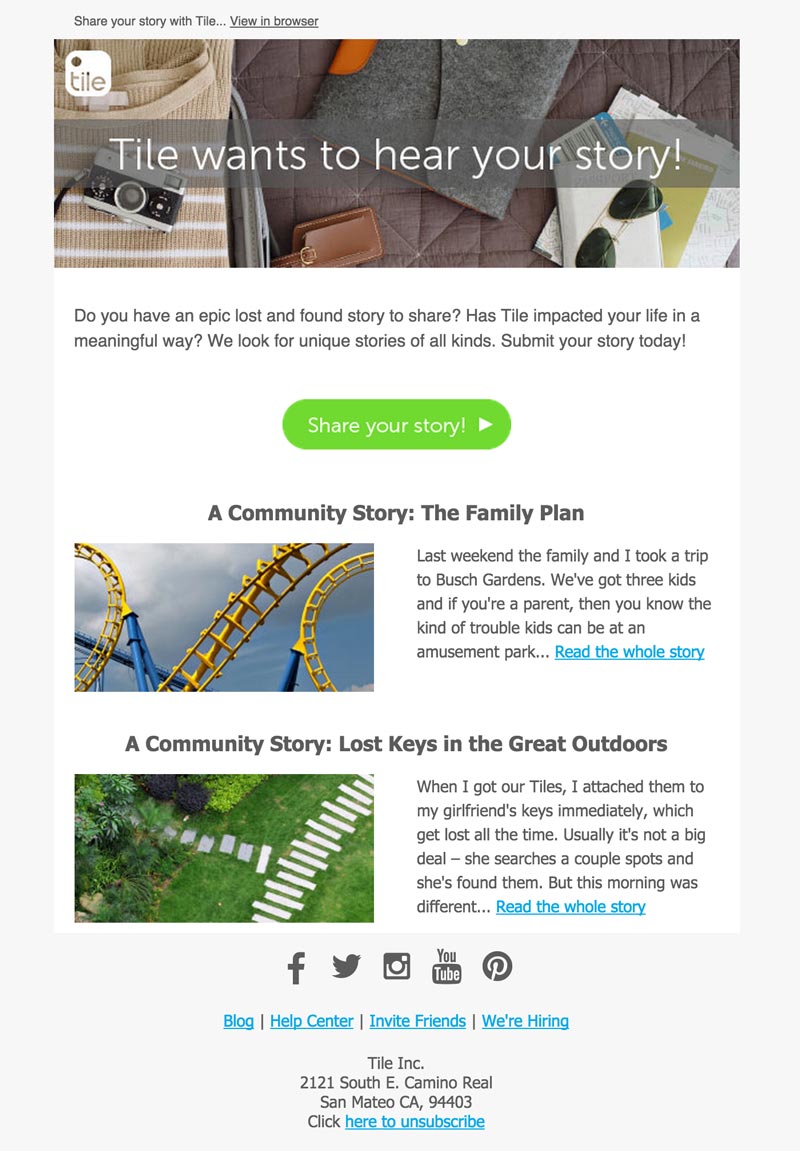 Share your story with Tile... View in browser
tile
Tile wants to hear your story!
Do you have an epic lost and found story to share? Has Tile impacted your life in a
meaningful way? We look for unique stories of all kinds. Submit your story today!
Share your story!
A Community Story: The Family Plan
Last weekend the family and I took a trip
to Busch Gardens. We've got three kids
and if you're a parent, then you know the
kind of trouble kids can be at an
amusement park... Read the whole story
A Community Story: Lost Keys in the Great Outdoors
When I got our Tiles, I attached them to
my girlfriend's keys immediately, which
get lost all the time. Usually it's not a big
deal – she searches a couple spots and
she's found them. But this morning was
different... Read the whole story
You
Tube
Blog | Help Center | Invite Friends | We're Hiring
Tile Inc.
2121 South E. Camino Real
San Mateo CA, 94403
Click here to unsubscribe